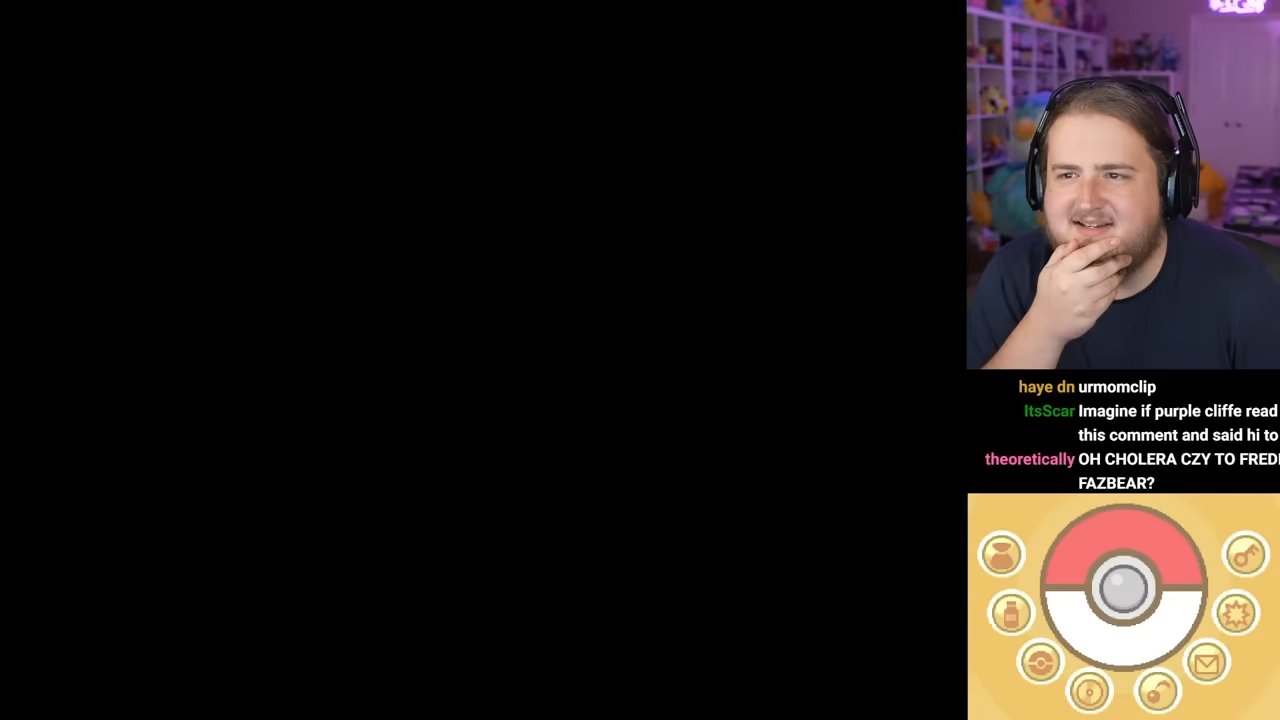 haye dn urmomclip
ItsScar Imagine if purple cliffe read
this comment and said hi to
theoretically OH CHOLERA CZY TO FRED
FAZBEAR?